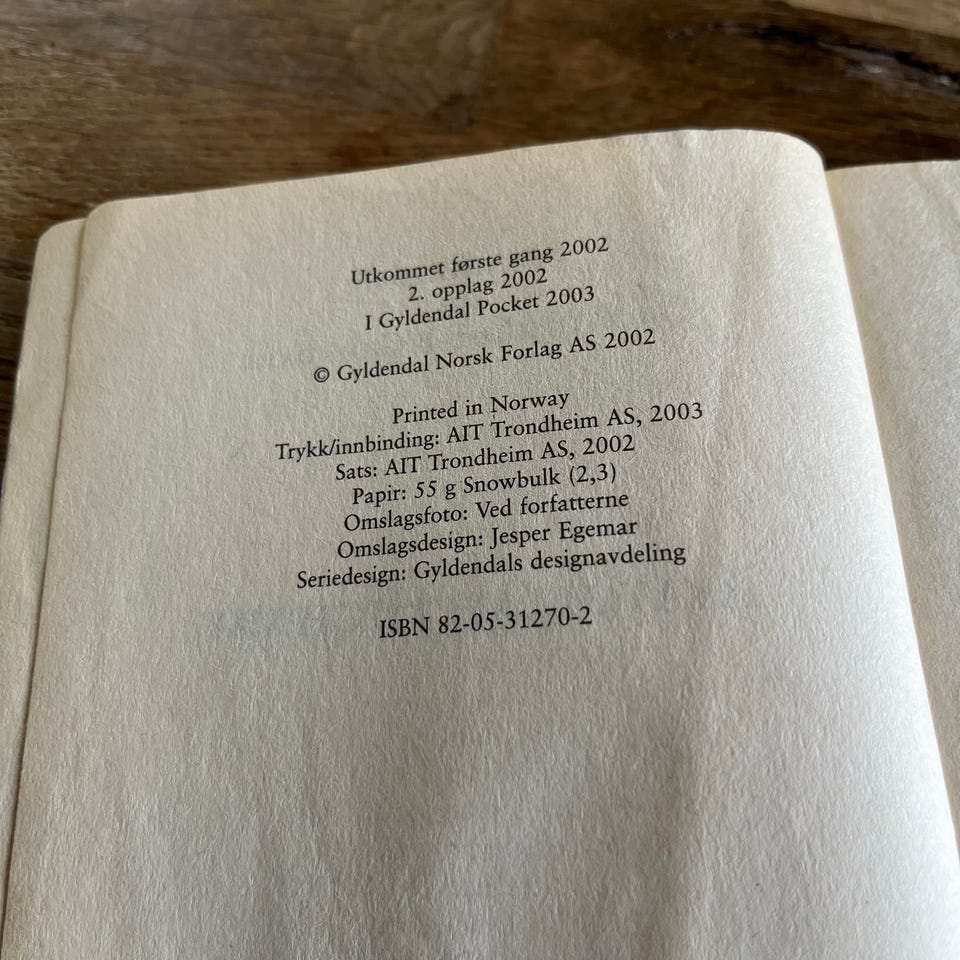 Utkommet første gang 2002
2. opplag 2002
I Gyldendal Pocket 2003
© Gyldendal Norsk Forlag AS 2002
Printed in Norway
Trykk/innbinding: AIT Trondheim AS, 2003
Sats: AIT Trondheim AS, 2002
Papir: 55 g Snowbulk (2,3)
Omslagsfoto: Ved forfatterne
Omslagsdesign: Jesper Egemar
Seriedesign: Gyldendals designavdeling
ISBN 82-05-31270-2